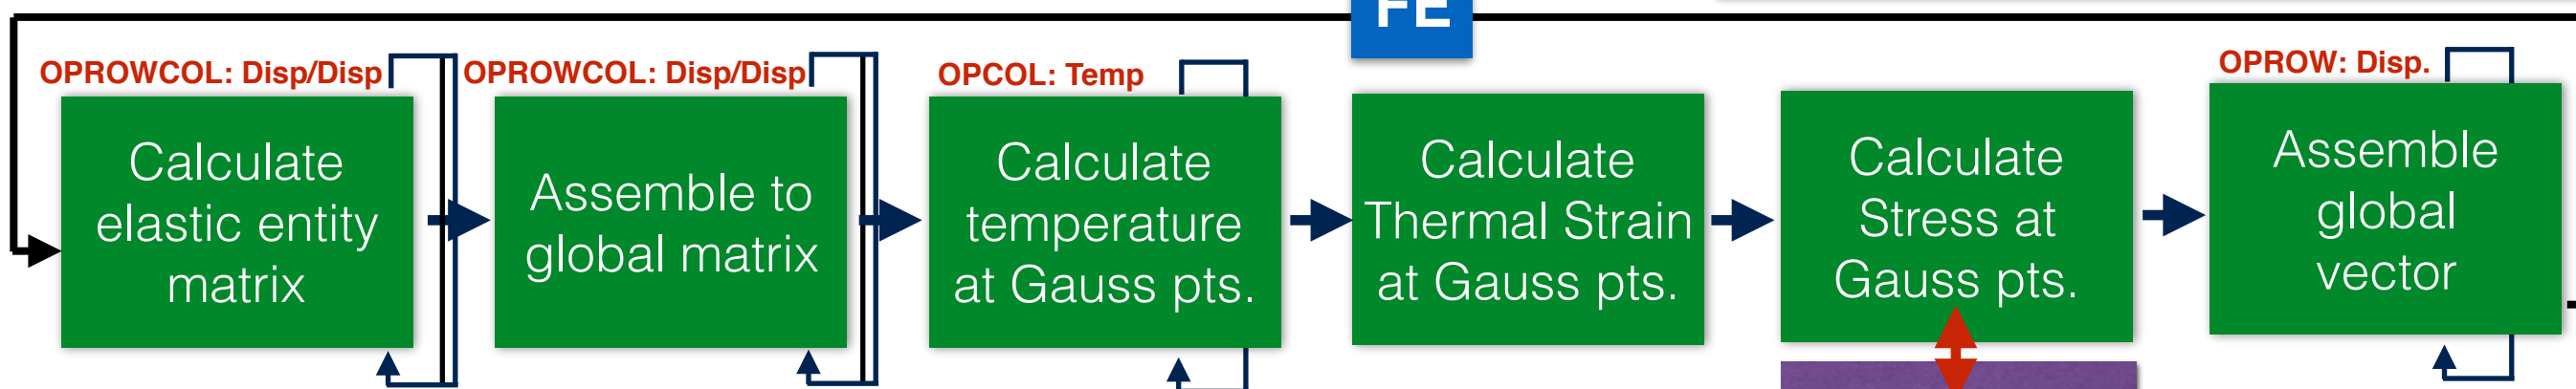 FE
OPROWCOL: Disp/Disp
OPROWCOL: Disp/Disp
OPCOL: Temp
OPROW: Disp.
Calculate
elastic entity
matrix
Assemble to
global matrix
Calculate
temperature
at Gauss pts.
Calculate
Thermal Strain
at Gauss pts.
Calculate
Stress at
Gauss pts.
Assemble
global
vector